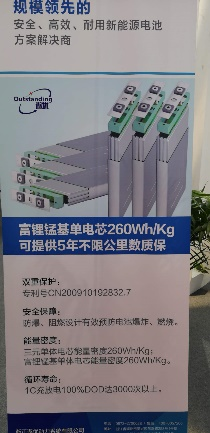 规模领先的
安全、高效、耐用新能源电池
方案解决商
Outstanding
富锂锰基单电芯260Wh/Kg
可提供5年不限公里数质保
双重保护:
专利号CN200910192832.7
安全保障:
防爆、阻燃设计有效预防电池爆炸、燃烧。
能量密度:
三元单体电芯能量密度260Wh/Kg;
富锂锰基单体电芯能量密度260Wh/Kg。
循环寿命:
1C充放电100%DOD达3000次以上。